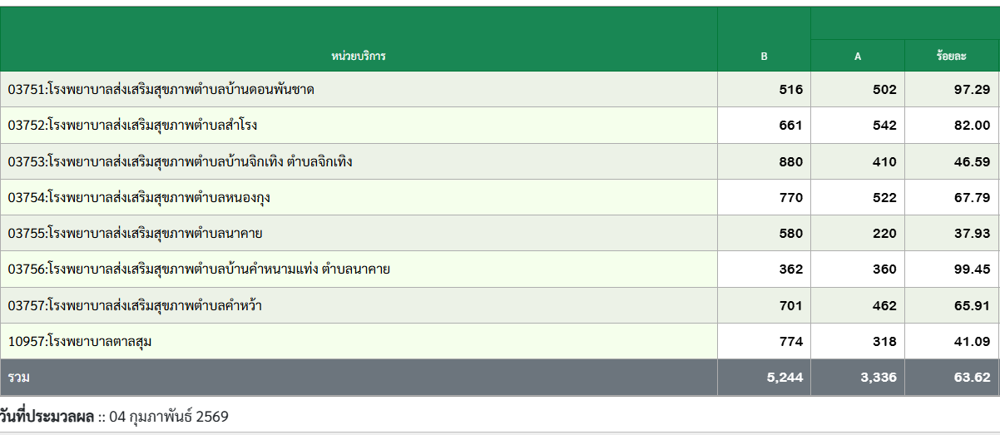 หน่วยบริการ B A ร้อยละ
03751:โรงพยาบาลส่งเสริมสุขภาพตำบลบ้านดอนพันชาด 516 502 97.29
03752:โรงพยาบาลส่งเสริมสุขภาพตำบลสำโรง 661 542 82.00
03753:โรงพยาบาลส่งเสริมสุขภาพตำบลบ้านจิกเทิง ตำบลจิกเทิง 880 410 46.59
03754:โรงพยาบาลส่งเสริมสุขภาพตำบลหนองกุง 770 522 67.79
03755:โรงพยาบาลส่งเสริมสุขภาพตำบลนาคาย 580 220 37.93
03756:โรงพยาบาลส่งเสริมสุขภาพตำบลบ้านคำหนามแท่ง ตำบลนาคาย 362 360 99.45
03757:โรงพยาบาลส่งเสริมสุขภาพตำบลคำหว้า 701 462 65.91
10957:โรงพยาบาลตาลสุม 774 318 41.09
รวม 5,244 3,336 63.62
วันที่ประมวลผล :: 04 กุมภาพันธ์ 2569